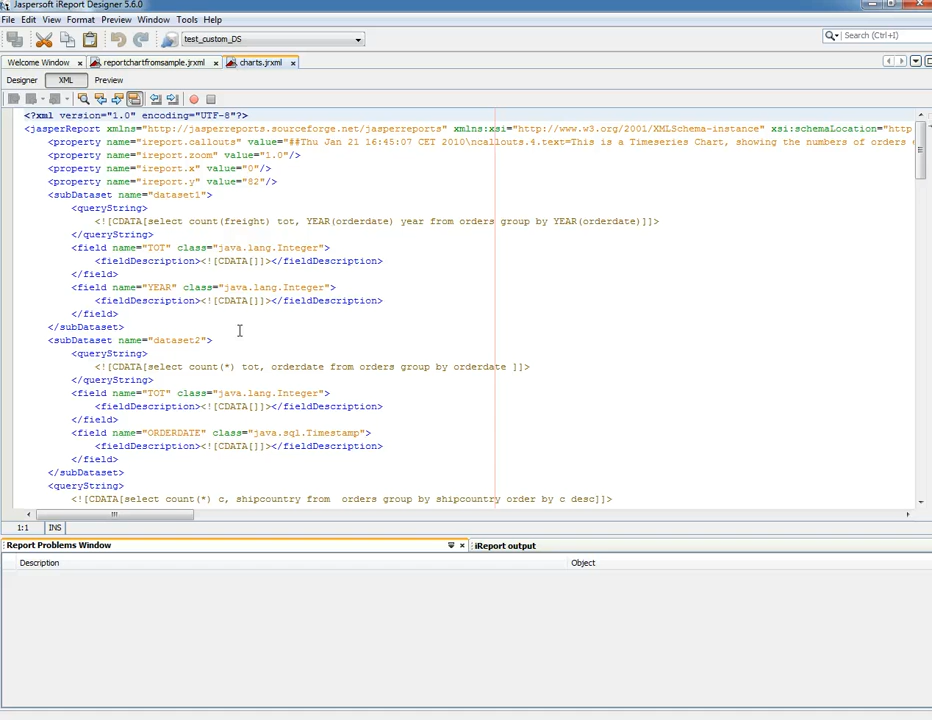 Jaspersoft iReport Designer 5.6.0
File Edit View Format Preview Window Tools Help
test_custom_DS
Search (Ctrl+I)
Welcome Window reportchartfromsample.jrxml charts.jrxml
Designer XML Preview
<?xml version="1.0" encoding="UTF-8"?>
<jasperReport xmlns="http://jasperreports.sourceforge.net/jasperreports" xmlns:xsi="http://www.w3.org/2001/XMLSchema-instance" xsi:schemaLocation="http
<property name="ireport.callouts" value="##Thu Jan 21 16:45:07 CET 2010\ncallouts.4.text=This is a Timeseries Chart, showing the numbers of orders
<property name="ireport.zoom" value="1.0"/>
<property name="ireport.x" value="0"/>
<property name="ireport.y" value="82"/>
<subDataset name="dataset1">
<queryString>
<![CDATA[select count(freight) tot, YEAR(orderdate) year from orders group by YEAR(orderdate)]]>
</queryString>
<field name="TOT" class="java.lang.Integer">
<fieldDescription><![CDATA[]]></fieldDescription>
</field>
<field name="YEAR" class="java.lang.Integer">
<fieldDescription><![CDATA[]]></fieldDescription>
</field>
</subDataset>
<subDataset name="dataset2">
<queryString>
<![CDATA[select count(*) tot, orderdate from orders group by orderdate ]]>
</queryString>
<field name="TOT" class="java.lang.Integer">
<fieldDescription><![CDATA[]]></fieldDescription>
</field>
<field name="ORDERDATE" class="java.sql.Timestamp">
<fieldDescription><![CDATA[]]></fieldDescription>
</field>
</subDataset>
<queryString>
<![CDATA[select count(*) c, shipcountry from  orders group by shipcountry order by c desc]]>
1:1 INS
Report Problems Window iReport output
Description Object